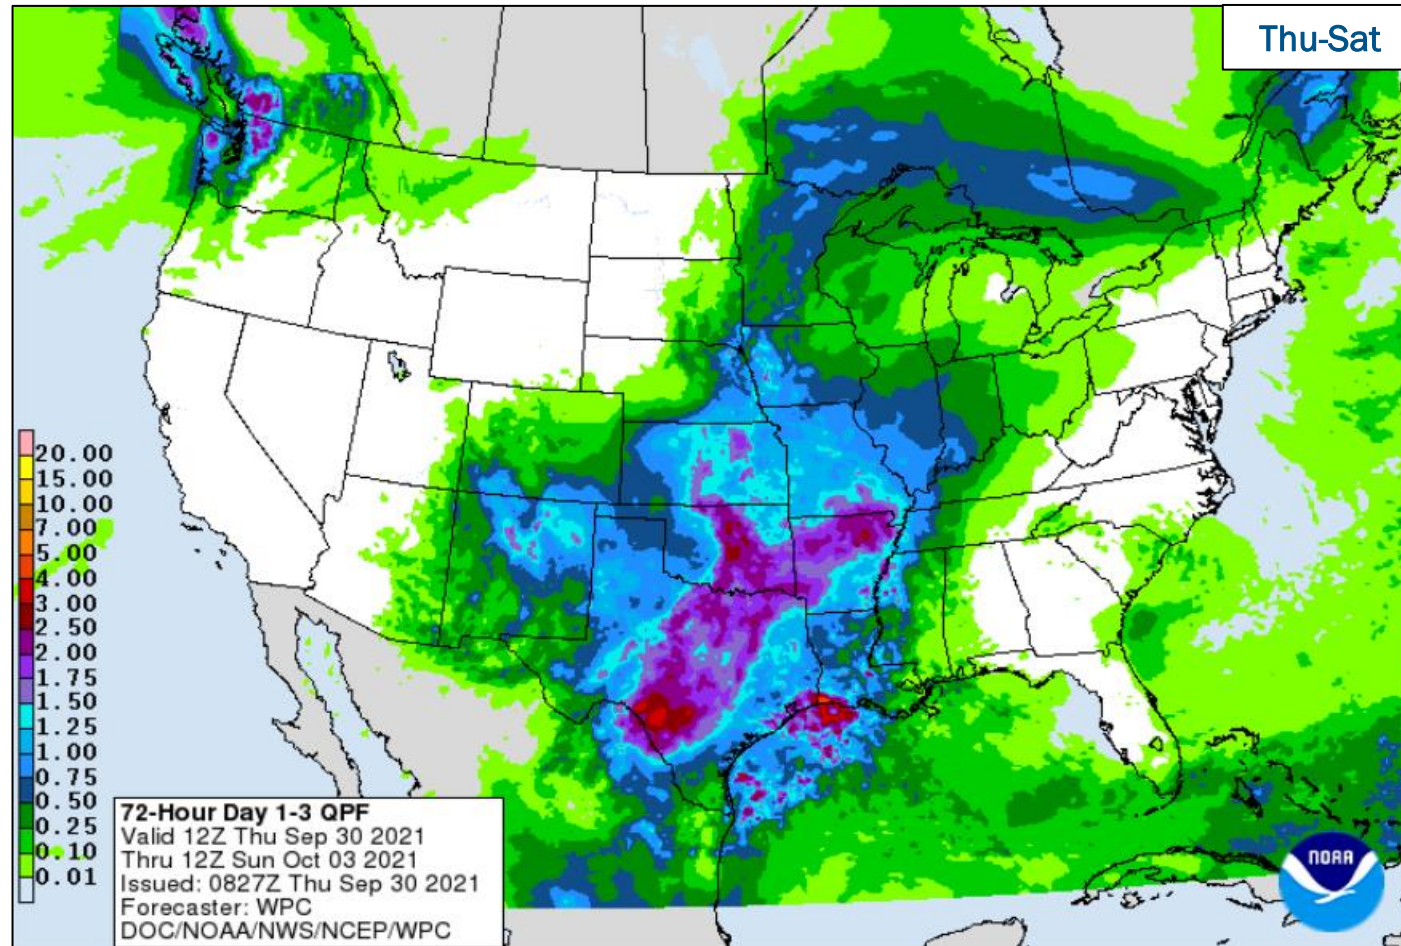 Thu-Sat
20.00
15.00
10.00
7.00
5.00
4.00
3.00
2.50
2.00
1.75
1.50
1.25
1.00
0.75
0.50
0.25
0.10
0.01
72-Hour Day 1-3 QPF
Valid 12Z Thu Sep 30 2021
Thru 12Z Sun Oct 03 2021
Issued: 0827Z Thu Sep 30 2021
Forecaster: WPC
DOC/NOAA/NWS/NCEP/WPC
NOAA